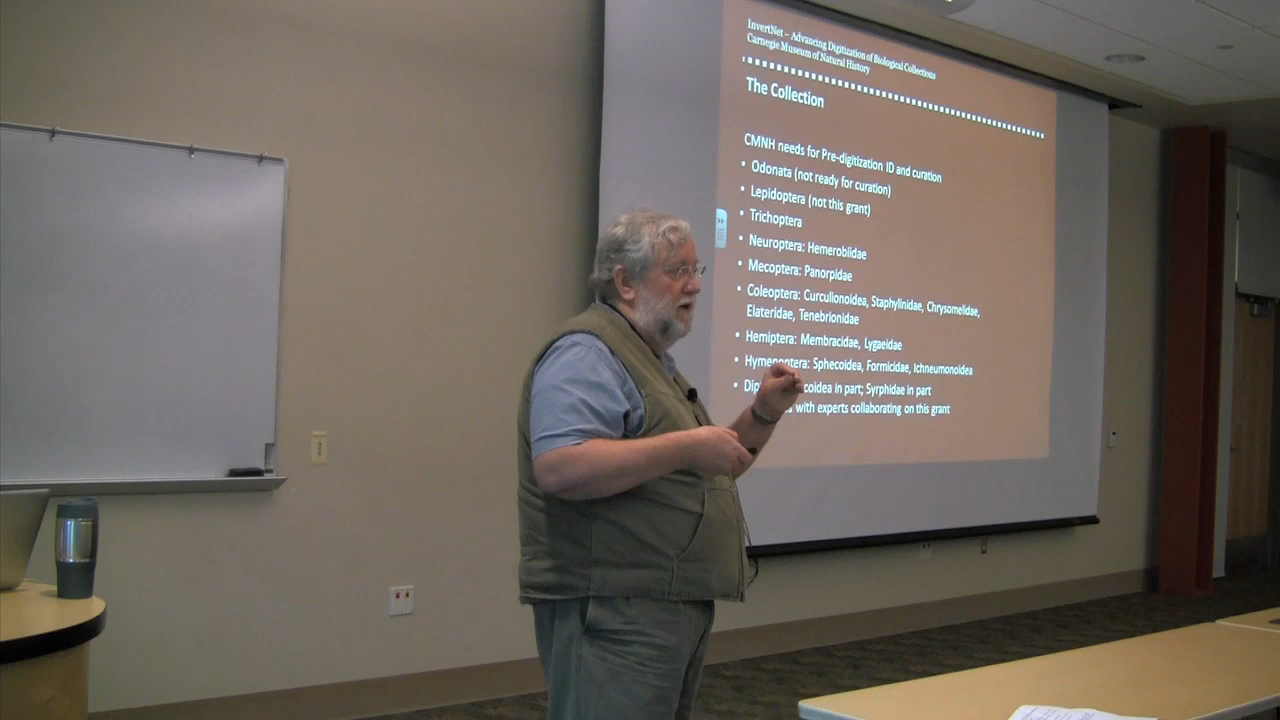 InvertNet – Advancing Digitization of Biological Collections
Carnegie Museum of Natural History
The Collection
CMNH needs for Pre-digitization ID and curation
• Odonata (not ready for curation)
• Lepidoptera (not this grant)
• Trichoptera
• Neuroptera: Hemerobiidae
• Mecoptera: Panorpidae
• Coleoptera: Curculionoidea, Staphylinidae, Chrysomelidae,
Elateridae, Tenebrionidae
• Hemiptera: Membracidae, Lygaeidae
• Hymenoptera: Sphecoidea, Formicidae, Ichneumonoidea
• in part; Syrphidae in part
with experts collaborating on this grant